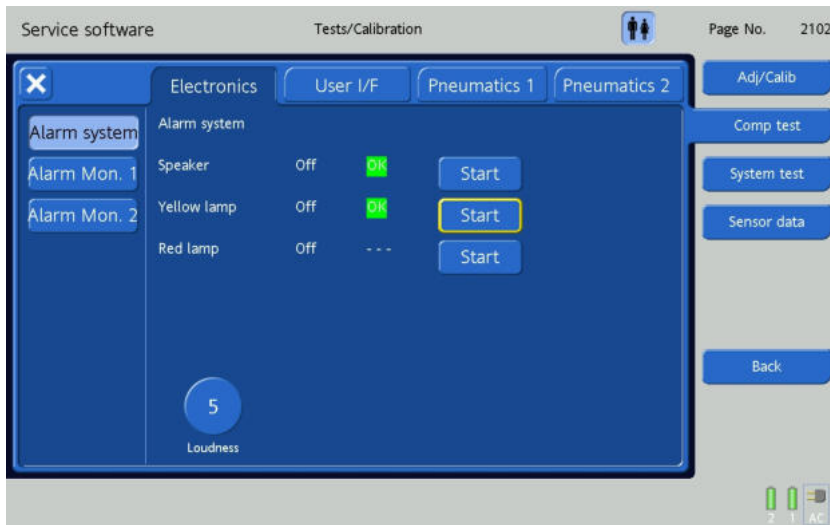 Service software Tests/Calibration Page No. 2102
Electronics User I/F Pneumatics 1 Pneumatics 2 Adj/Calib
Alarm system Alarm system Comp test
Alarm Mon. 1 Speaker Off OK Start System test
Alarm Mon. 2 Yellow lamp Off OK Start Sensor data
Red lamp Off --- Start
Back
5
Loudness
2 1 AC